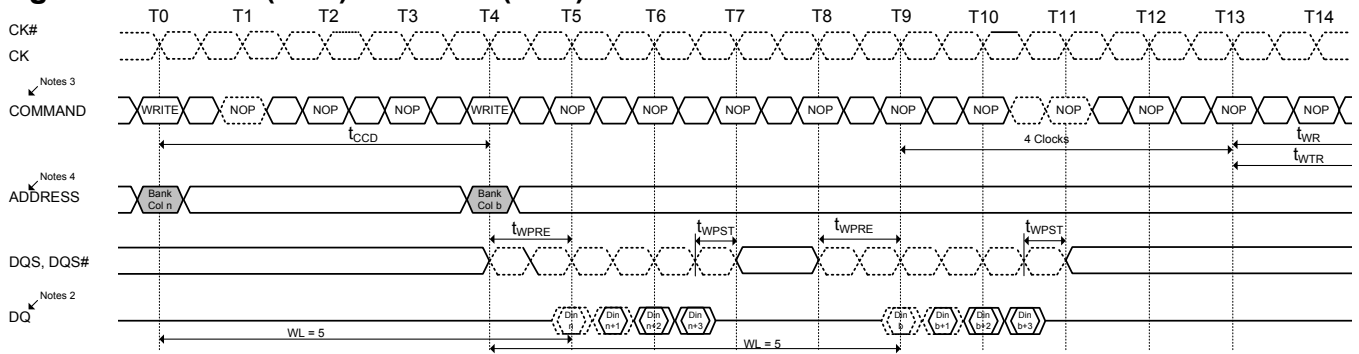 T0 T1 T2 T3 T4 T5 T6 T7 T8 T9 T10 T11 T12 T13 T14
CK#
CK
Notes 3
COMMAND
WRITE NOP NOP NOP WRITE NOP NOP NOP NOP NOP NOP NOP NOP NOP NOP
tCCD
4 Clocks
tWR
tWTR
Notes 4
ADDRESS
Bank
Col n
Bank
Col b
tWPRE tWPST tWPRE tWPST
DQS, DQS#
Notes 2
DQ
Din
n
Din
n+1
Din
n+2
Din
n+3
Din
b
Din
b+1
Din
b+2
Din
b+3
WL = 5
WL = 5